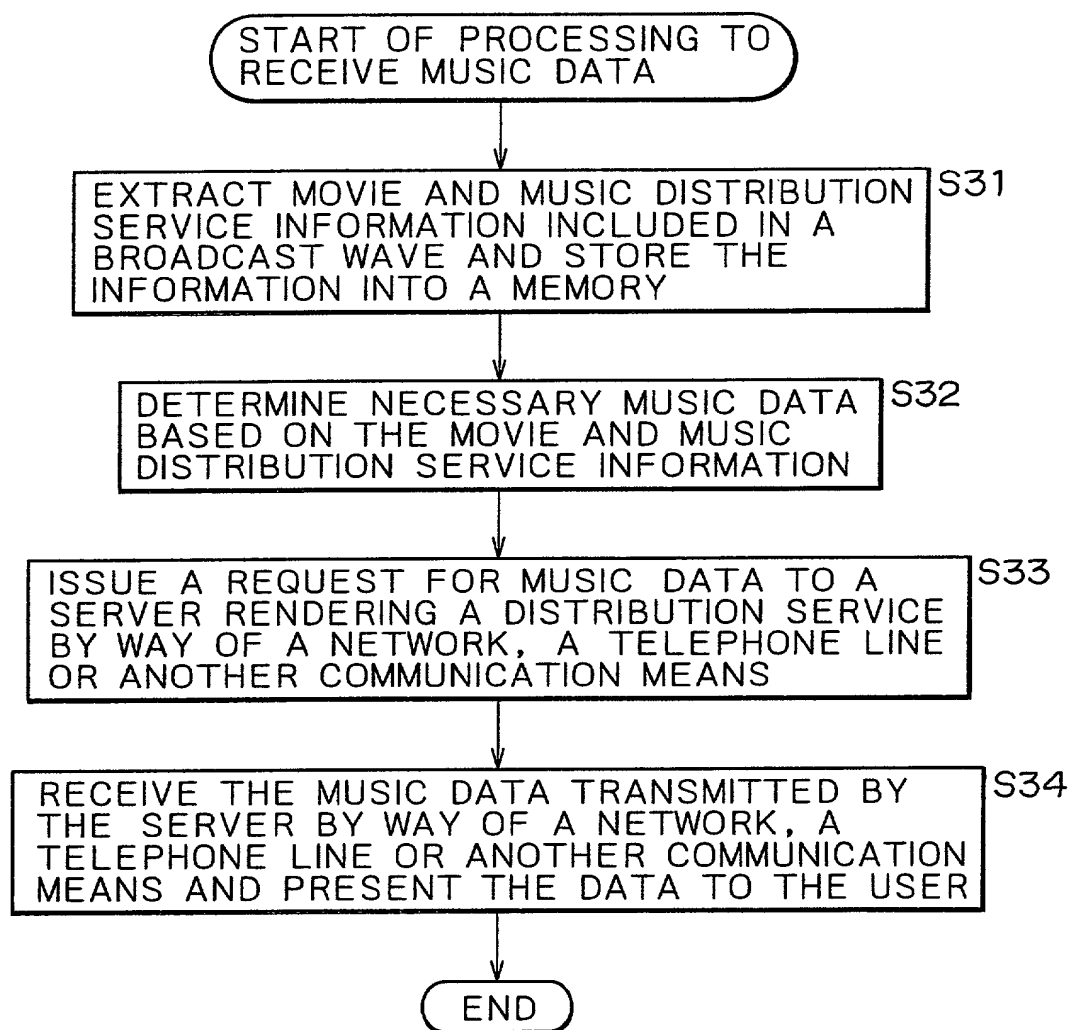 START OF PROCESSING TO
RECEIVE MUSIC DATA
EXTRACT MOVIE AND MUSIC DISTRIBUTION
SERVICE INFORMATION INCLUDED IN A
BROADCAST WAVE AND STORE THE
INFORMATION INTO A MEMORY
S31
DETERMINE NECESSARY MUSIC DATA
BASED ON THE MOVIE AND MUSIC
DISTRIBUTION SERVICE INFORMATION
S32
ISSUE A REQUEST FOR MUSIC DATA TO A
SERVER RENDERING A DISTRIBUTION SERVICE
BY WAY OF A NETWORK, A TELEPHONE LINE
OR ANOTHER COMMUNICATION MEANS
S33
RECEIVE THE MUSIC DATA TRANSMITTED BY
THE SERVER BY WAY OF A NETWORK, A
TELEPHONE LINE OR ANOTHER COMMUNICATION
MEANS AND PRESENT THE DATA TO THE USER
S34
END